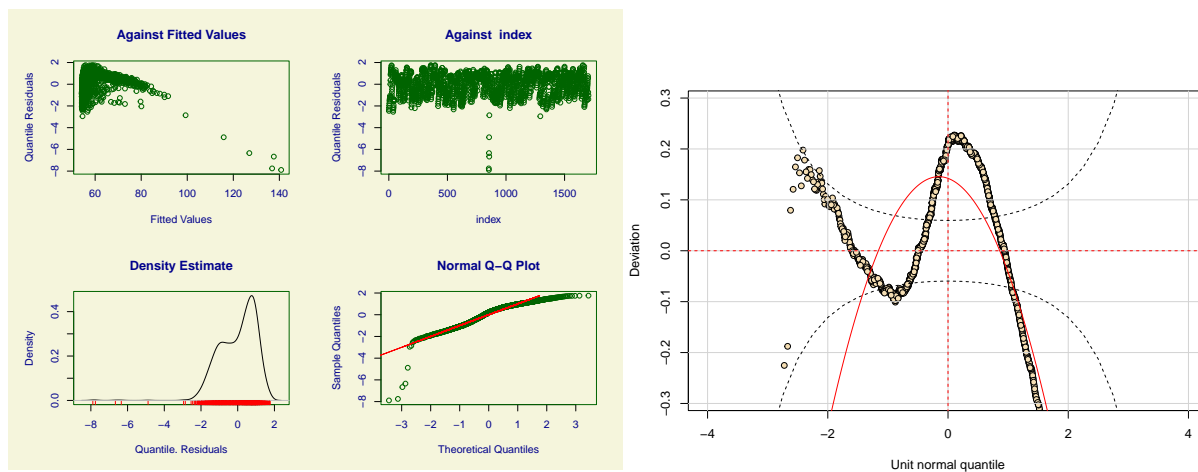 Against Fitted Values
Quantile Residuals
2
0
−2
−4
−6
−8
60 80 100 120 140
Fitted Values
Against index
Quantile Residuals
2
0
−2
−4
−6
−8
0 500 1000 1500
index
Density Estimate
Density
0.4
0.2
0.0
−8 −6 −4 −2 0 2
Quantile. Residuals
Normal Q−Q Plot
Sample Quantiles
2
0
−2
−4
−6
−8
−3 −2 −1 0 1 2 3
Theoretical Quantiles
Deviation
0.3
0.2
0.1
0.0
−0.1
−0.2
−0.3
−4 −2 0 2 4
Unit normal quantile